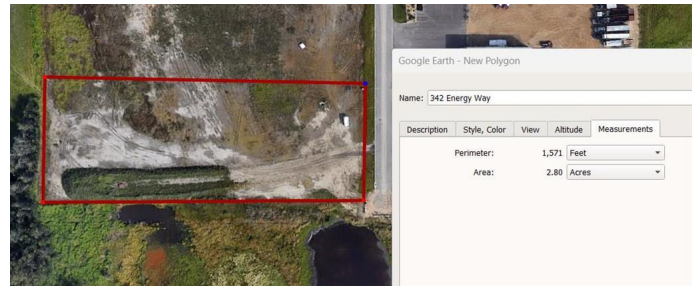 Google Earth - New Polygon
Name: 342 Energy Way
Description Style, Color View Altitude Measurements
Perimeter: 1,571 Feet
Area: 2.80 Acres